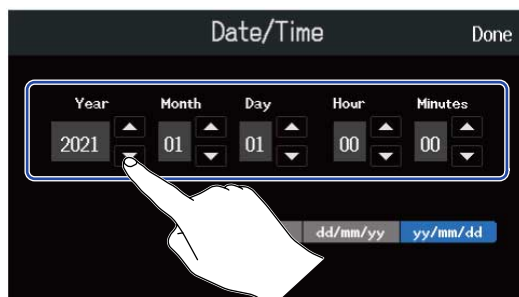 Date/Time Done
Year Month Day Hour Minutes
2021 01 01 00 00
dd/mm/yy yy/mm/dd